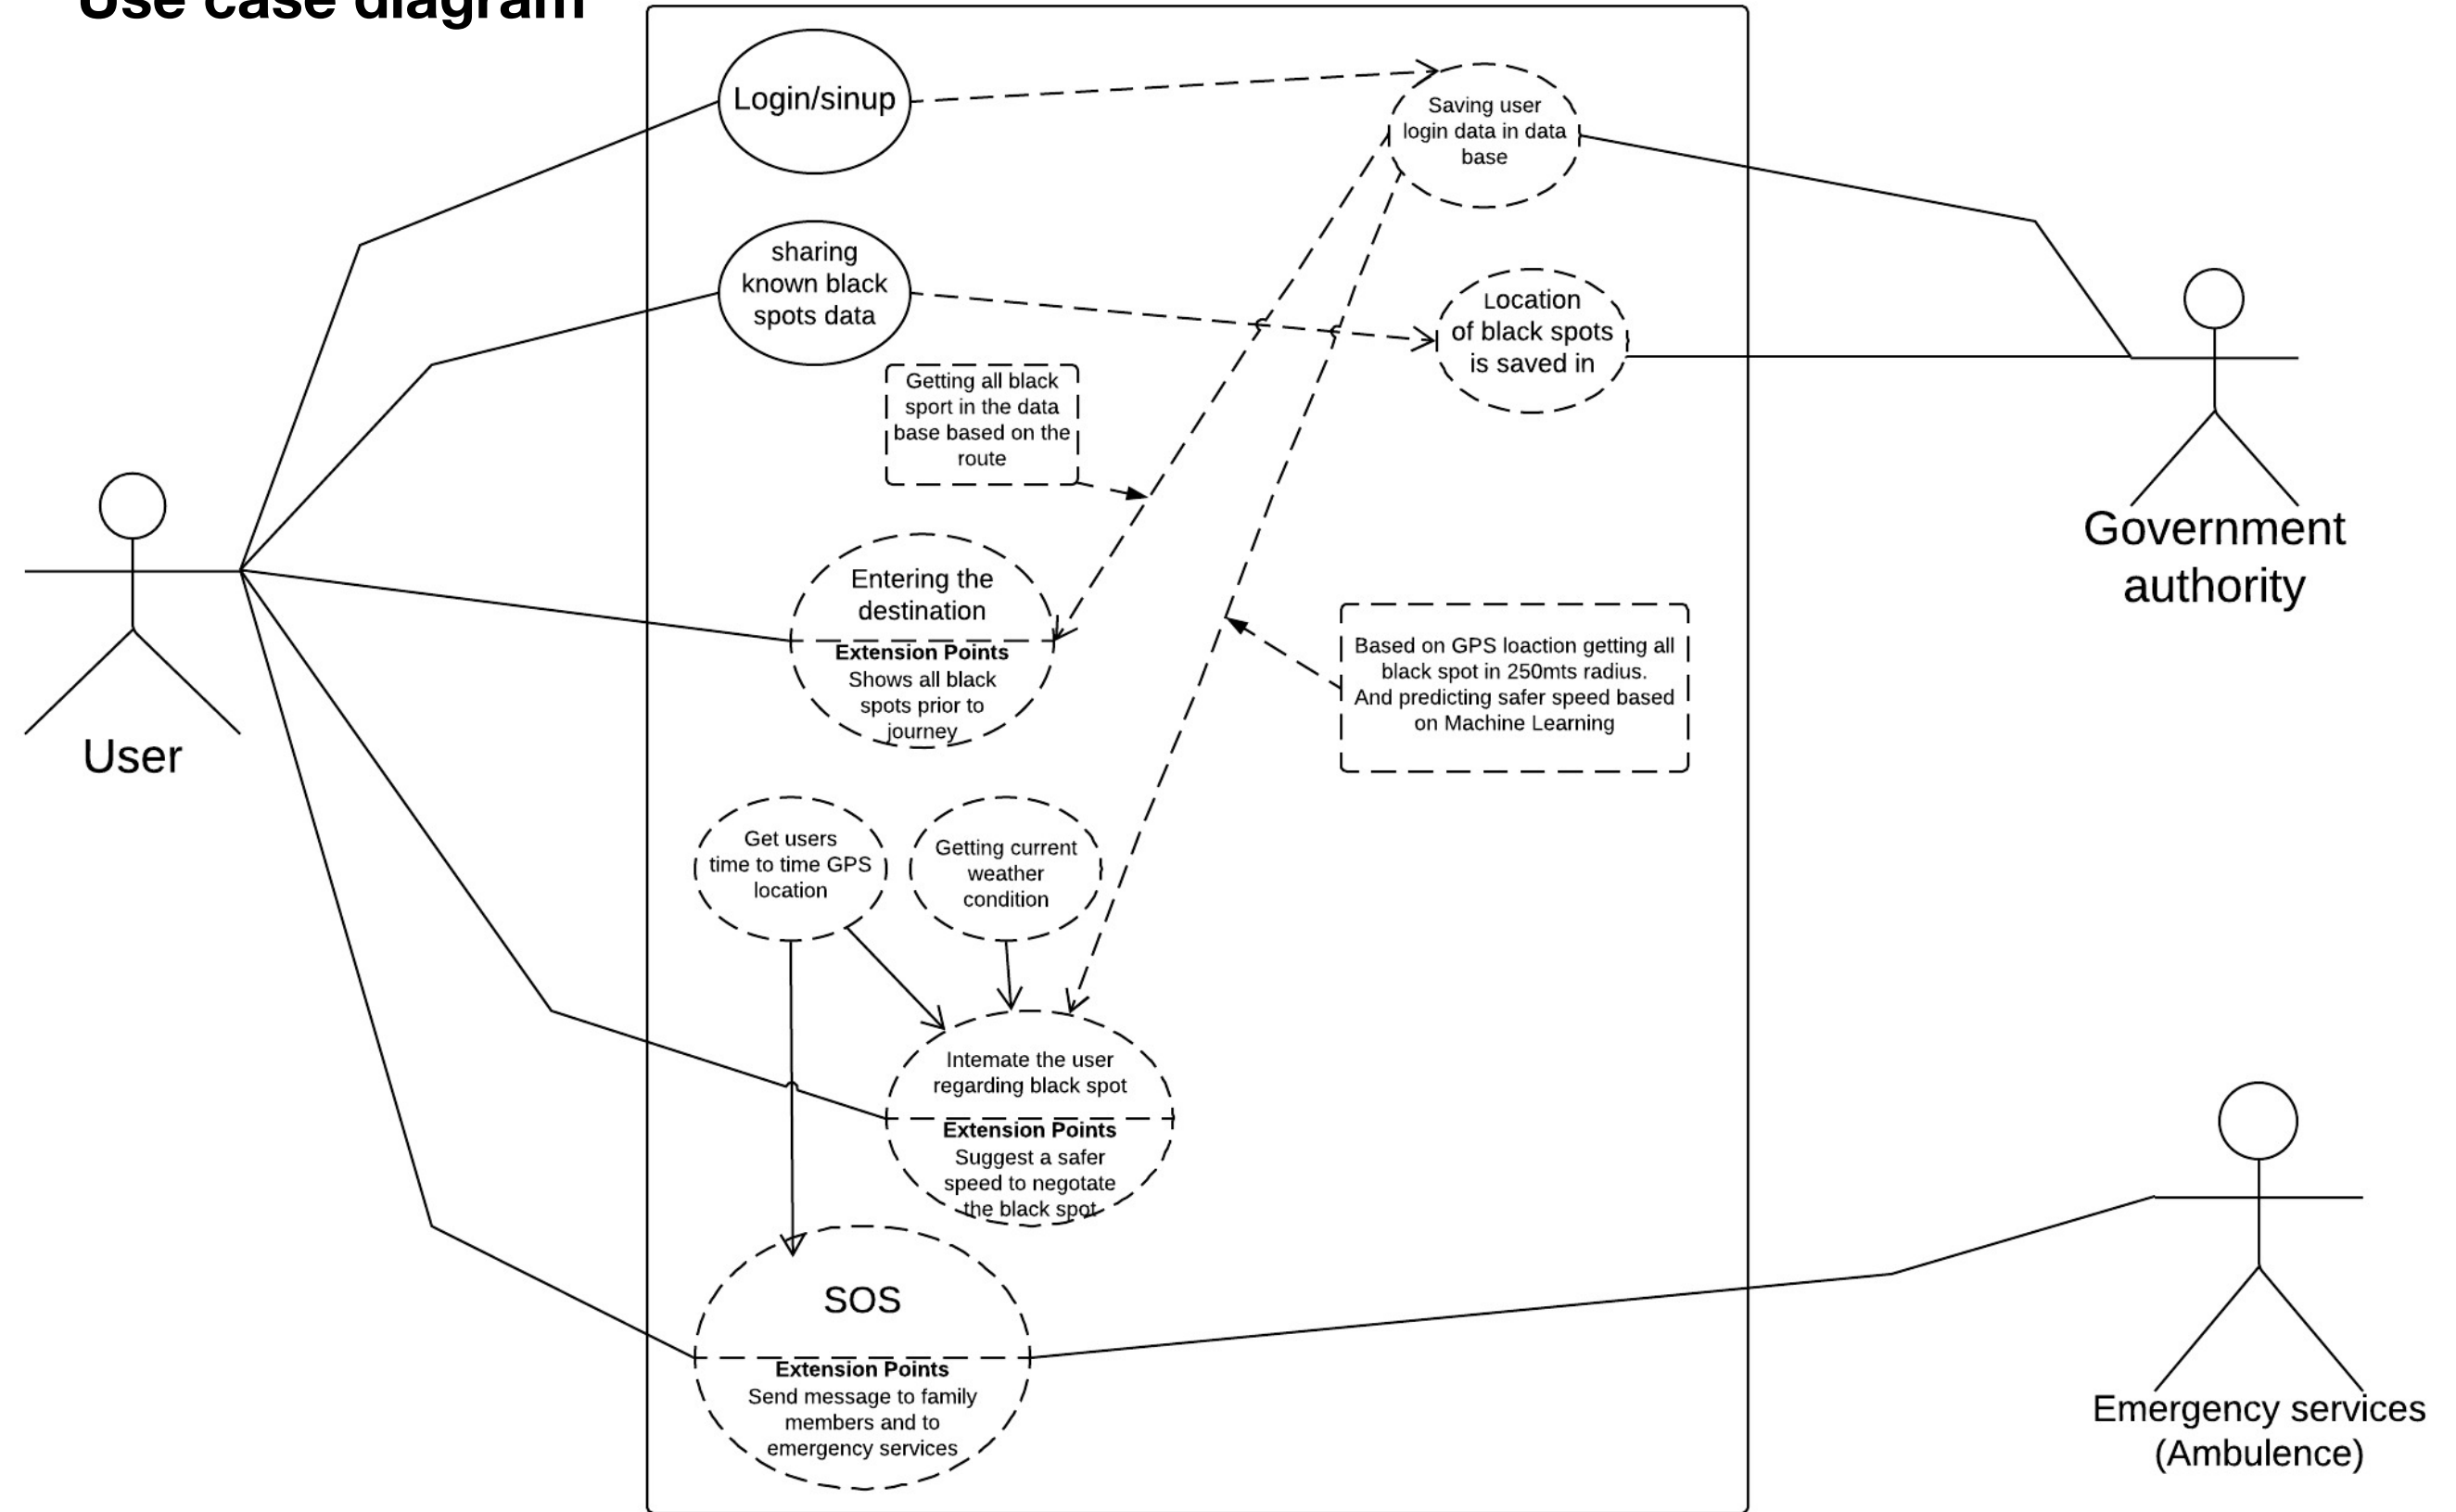 Use case diagram
Login/sinup
Saving user
login data in data
base
sharing
known black
spots data
Location
of black spots
is saved in
Getting all black
sport in the data
base based on the
route
Government
authority
Entering the
destination
Extension Points
Shows all black
spots prior to
journey
Based on GPS loaction getting all
black spot in 250mts radius.
And predicting safer speed based
on Machine Learning
User
Get users
time to time GPS
location
Getting current
weather
condition
Intemate the user
regarding black spot
Extension Points
Suggest a safer
speed to negotate
the black spot
SOS
Extension Points
Send message to family
members and to
emergency services
Emergency services
(Ambulence)